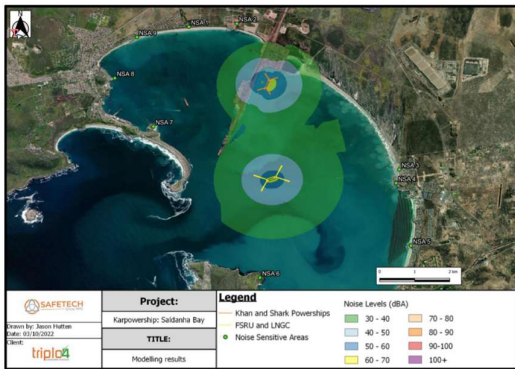 NSA 1
NSA 2
NSA 9
NSA 8
NSA 7
NSA 3
NSA 4
NSA 5
NSA 6
0 1 2 km
SAFETECH
Drawn by: Jason Hutten
Date: 03/10/2022
Client:
triplo4
Project:
Karpowership: Saldanha Bay
TITLE:
Modelling results
Legend
Khan and Shark Powerships
FSRU and LNGC
Noise Sensitive Areas
Noise Levels (dBA)
30 - 40
40 - 50
50 - 60
60 - 70
70 - 80
80 - 90
90-100
100+